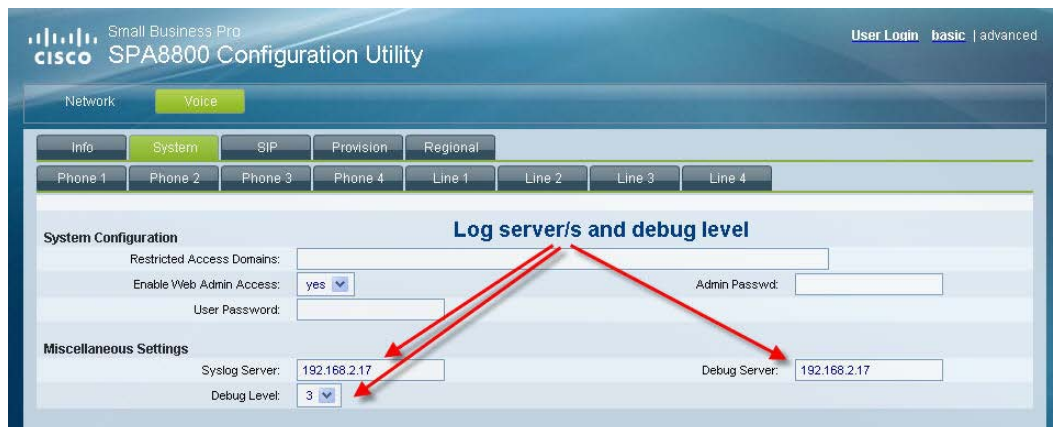 Small Business Pro
CISCO SPA8800 Configuration Utility
User Login basic | advanced
Network Voice
Info System SIP Provision Regional
Phone 1 Phone 2 Phone 3 Phone 4 Line 1 Line 2 Line 3 Line 4
Log server/s and debug level
System Configuration
Restricted Access Domains:
Enable Web Admin Access: yes Admin Passwd:
User Password:
Miscellaneous Settings
Syslog Server: 192.168.2.17 Debug Server: 192.168.2.17
Debug Level: 3